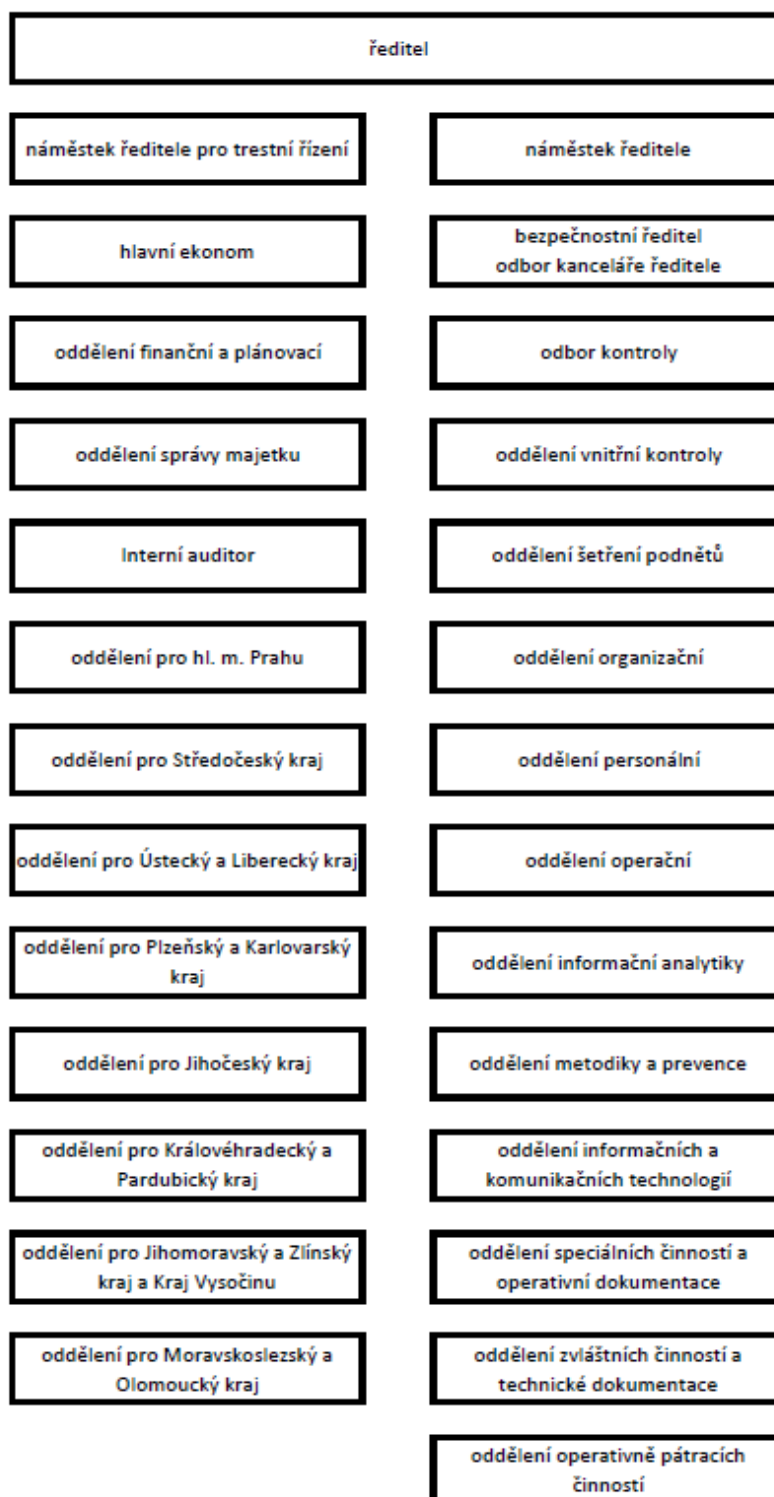 ředitel
náměstek ředitele pro trestní řízení
náměstek ředitele
hlavní ekonom
bezpečnostní ředitel
odbor kanceláře ředitele
oddělení finanční a plánovací
odbor kontroly
oddělení správy majetku
oddělení vnitřní kontroly
Interní auditor
oddělení šetření podnětů
oddělení pro hl. m. Prahu
oddělení organizační
oddělení pro Středočeský kraj
oddělení personální
oddělení pro Ústecký a Liberecký kraj
oddělení operační
oddělení pro Plzeňský a Karlovarský
kraj
oddělení informační analytiky
oddělení pro Jihočeský kraj
oddělení metodiky a prevence
oddělení pro Královéhradecký a
Pardubický kraj
oddělení informačních a
komunikačních technologií
oddělení pro Jihomoravský a Zlínský
kraj a Kraj Vysočinu
oddělení speciálních činností a
operativní dokumentace
oddělení pro Moravskoslezský a
Olomoucký kraj
oddělení zvláštních činností a
technické dokumentace
oddělení operativně pátracích
činností